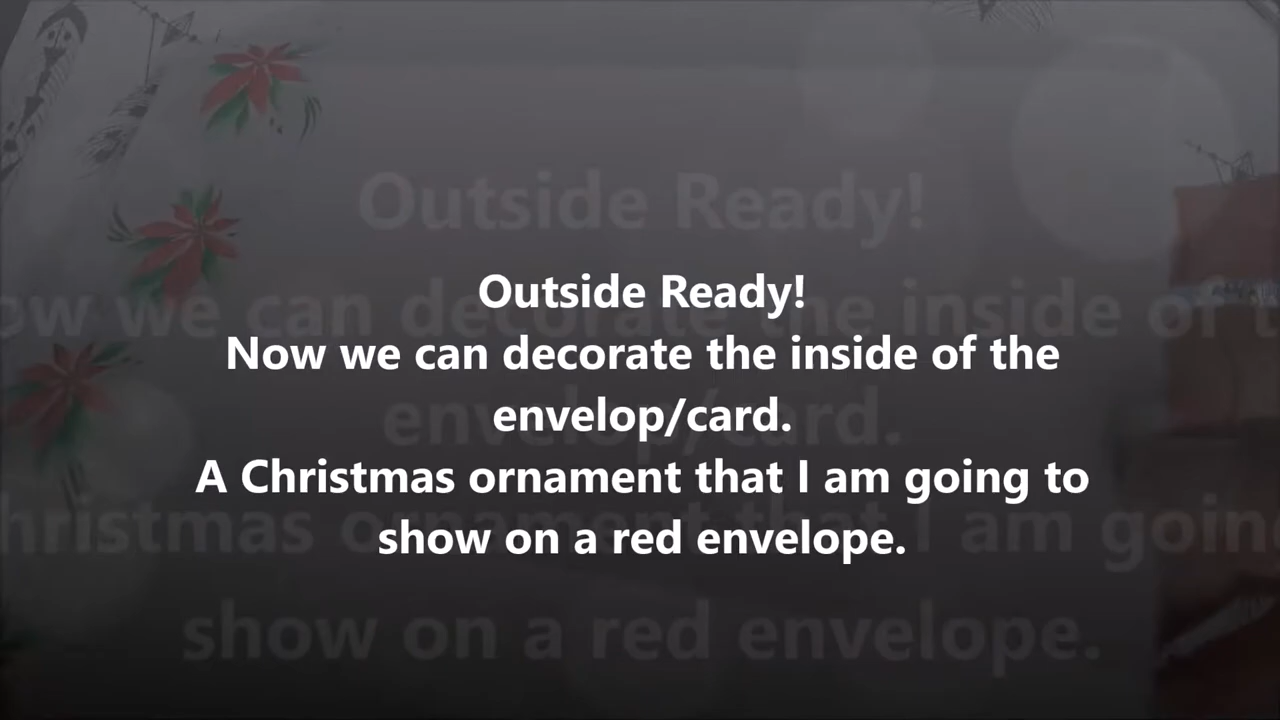 Outside Ready!
Now we can decorate the inside of the
envelop/card.
A Christmas ornament that I am going to
show on a red envelope.